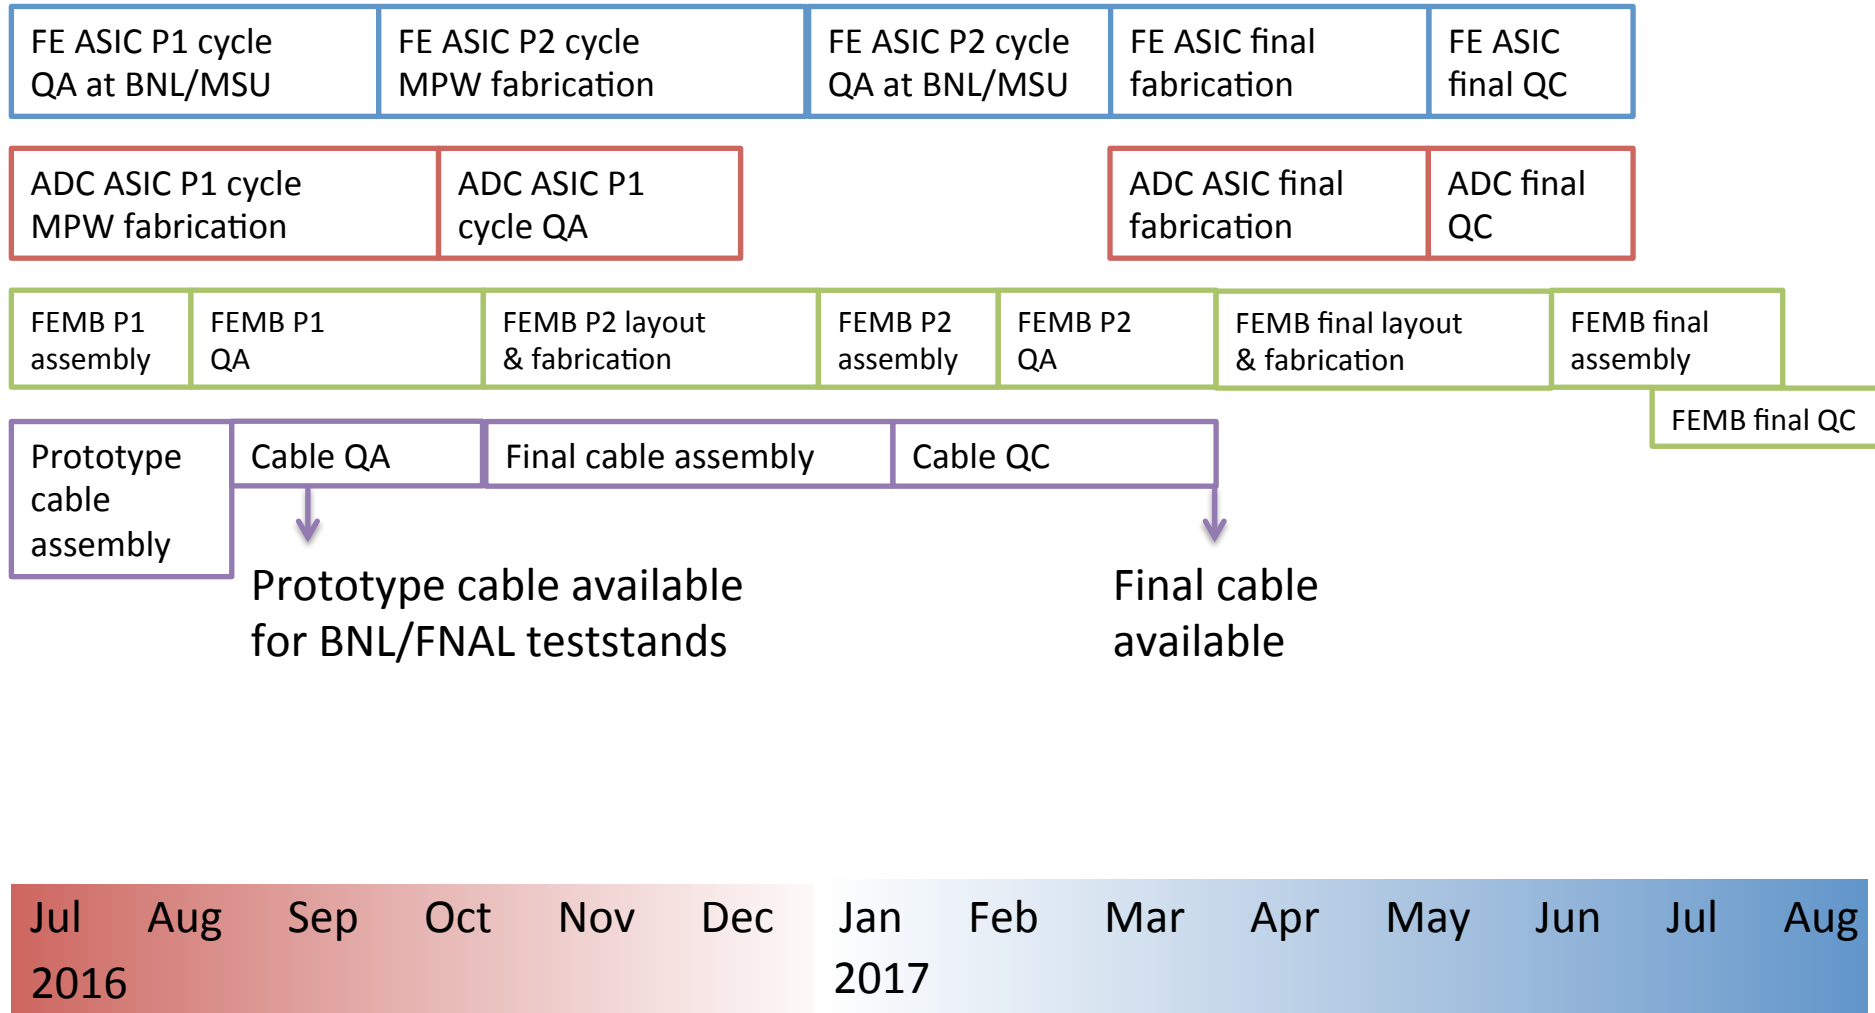 FE ASIC P1 cycle
QA at BNL/MSU
FE ASIC P2 cycle
MPW fabrication
FE ASIC P2 cycle
QA at BNL/MSU
FE ASIC final
fabrication
FE ASIC
final QC
ADC ASIC P1 cycle
MPW fabrication
ADC ASIC P1
cycle QA
ADC ASIC final
fabrication
ADC final
QC
FEMB P1
assembly
FEMB P1
QA
FEMB P2 layout
& fabrication
FEMB P2
assembly
FEMB P2
QA
FEMB final layout
& fabrication
FEMB final
assembly
FEMB final QC
Prototype
cable
assembly
Cable QA
Final cable assembly
Cable QC
Prototype cable available
for BNL/FNAL teststands
Final cable
available
Jul Aug Sep Oct Nov Dec Jan Feb Mar Apr May Jun Jul Aug
2016 2017